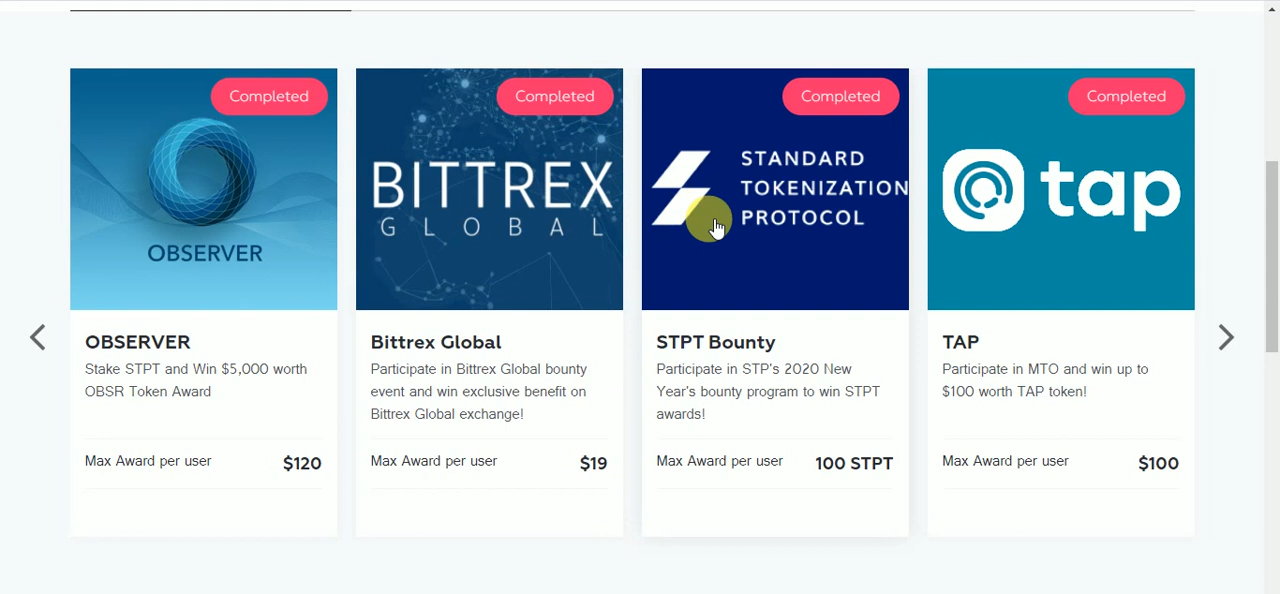 Completed
OBSERVER
OBSERVER
Stake STPT and Win $5,000 worth
OBSR Token Award
Max Award per user $120
Completed
BITTREX
GLOBAL
Bittrex Global
Participate in Bittrex Global bounty
event and win exclusive benefit on
Bittrex Global exchange!
Max Award per user $19
Completed
STANDARD
TOKENIZATION
PROTOCOL
STPT Bounty
Participate in STP's 2020 New
Year's bounty program to win STPT
awards!
Max Award per user 100 STPT
Completed
tap
TAP
Participate in MTO and win up to
$100 worth TAP token!
Max Award per user $100